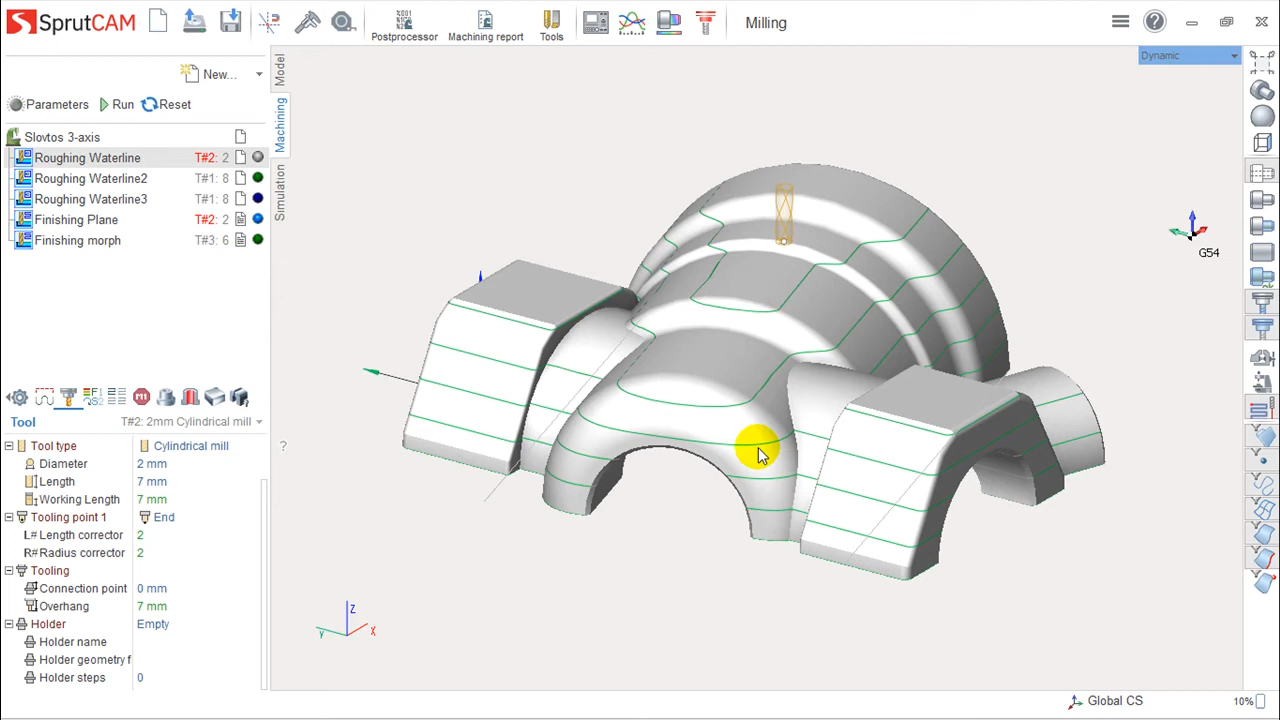 SprutCAM
Postprocessor
Machining report
Tools
Milling
New...
Dynamic
Parameters
Run
Reset
Model
Machining
Simulation
Slovtos 3-axis
Roughing Waterline T#2: 2
Roughing Waterline2 T#1: 8
Roughing Waterline3 T#1: 8
Finishing Plane T#2: 2
Finishing morph T#3: 6
G54
Tool T#2: 2mm Cylindrical mill
Tool type Cylindrical mill
Diameter 2 mm
Length 7 mm
Working Length 7 mm
Tooling point 1 End
Length corrector 2
Radius corrector 2
Tooling
Connection point 0 mm
Overhang 7 mm
Holder Empty
Holder name
Holder geometry f
Holder steps 0
Z
Y
X
Global CS
10%